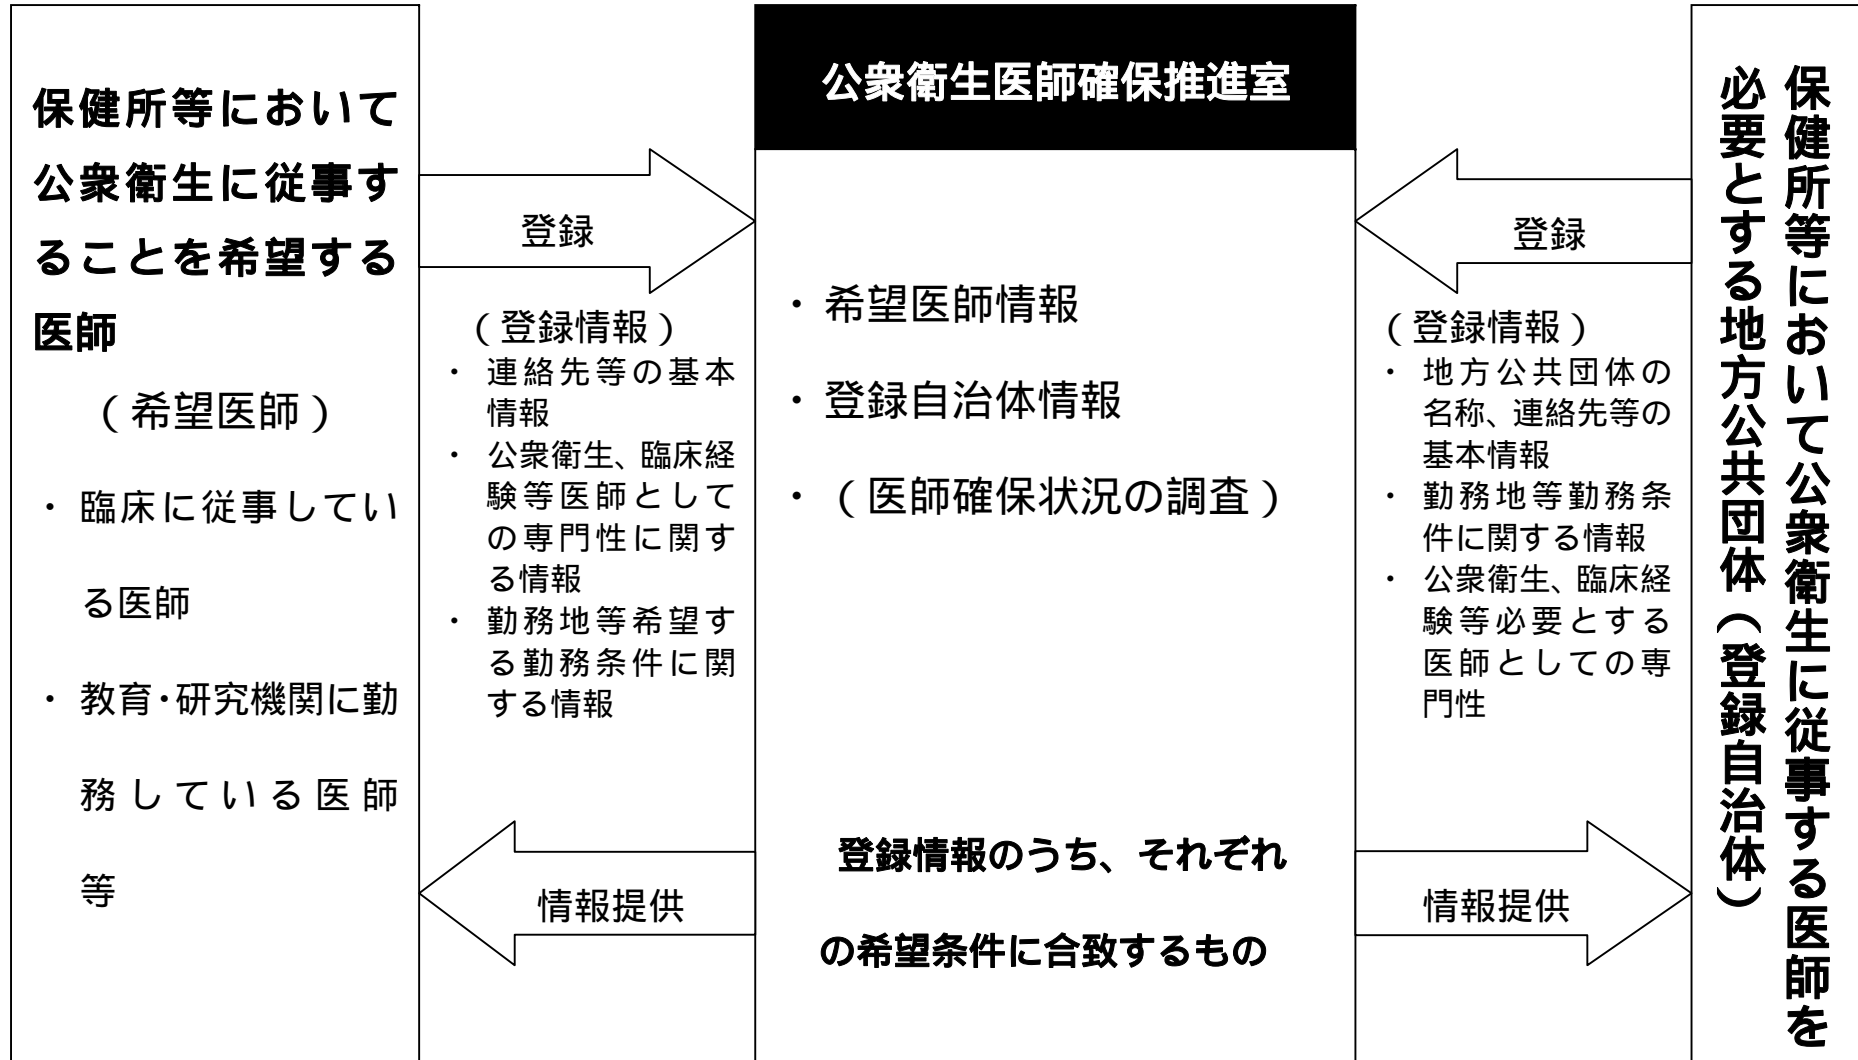 保健所等において
公衆衛生に従事す
ることを希望する
医師
（希望医師）
・ 臨床に従事してい
る医師
・ 教育・研究機関に勤
務している医師
等
登録
（登録情報）
・ 連絡先等の基本
情報
・ 公衆衛生、臨床経
験等医師として
の専門性に関す
る情報
・ 勤務地等希望す
る勤務条件に関
する情報
情報提供
公衆衛生医師確保推進室
・ 希望医師情報
・ 登録自治体情報
・（医師確保状況の調査）
登録情報のうち、それぞれ
の希望条件に合致するもの
登録
（登録情報）
・ 地方公共団体の
名称、連絡先等の
基本情報
・ 勤務地等勤務条
件に関する情報
・ 公衆衛生、臨床経
験等必要とする
医師としての専
門性
情報提供
保健所等において公衆衛生に従事する医師を
必要とする地方公共団体（登録自治体）